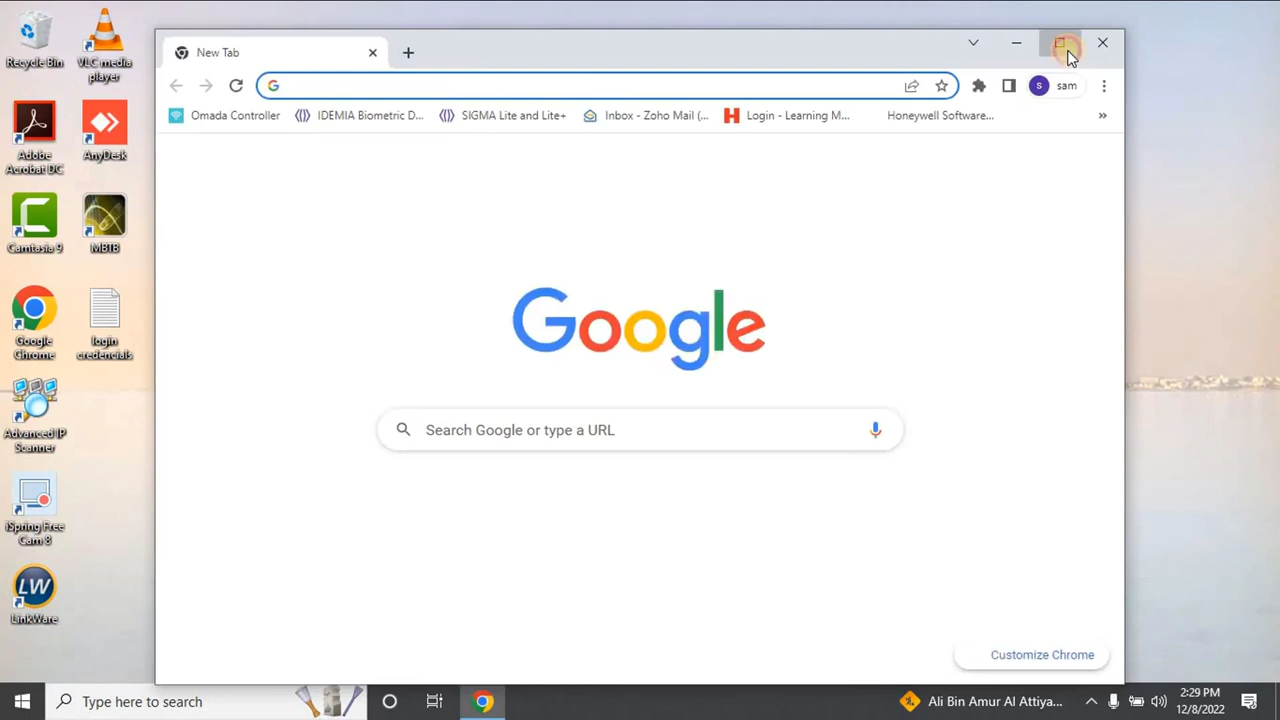 Recycle Bin
VLC media player
Adobe Acrobat DC
AnyDesk
Camtasia 9
MBTB
Google Chrome
login credencials
Advanced IP Scanner
iSpring Free Cam 8
LW
LinkWare
New Tab
S
sam
Omada Controller
IDEMIA Biometric D...
SIGMA Lite and Lite+
Inbox - Zoho Mail (...
Login - Learning M...
Honeywell Software...
»
Google
Search Google or type a URL
Customize Chrome
Type here to search
Ali Bin Amur Al Attiya...
2:29 PM
12/8/2022